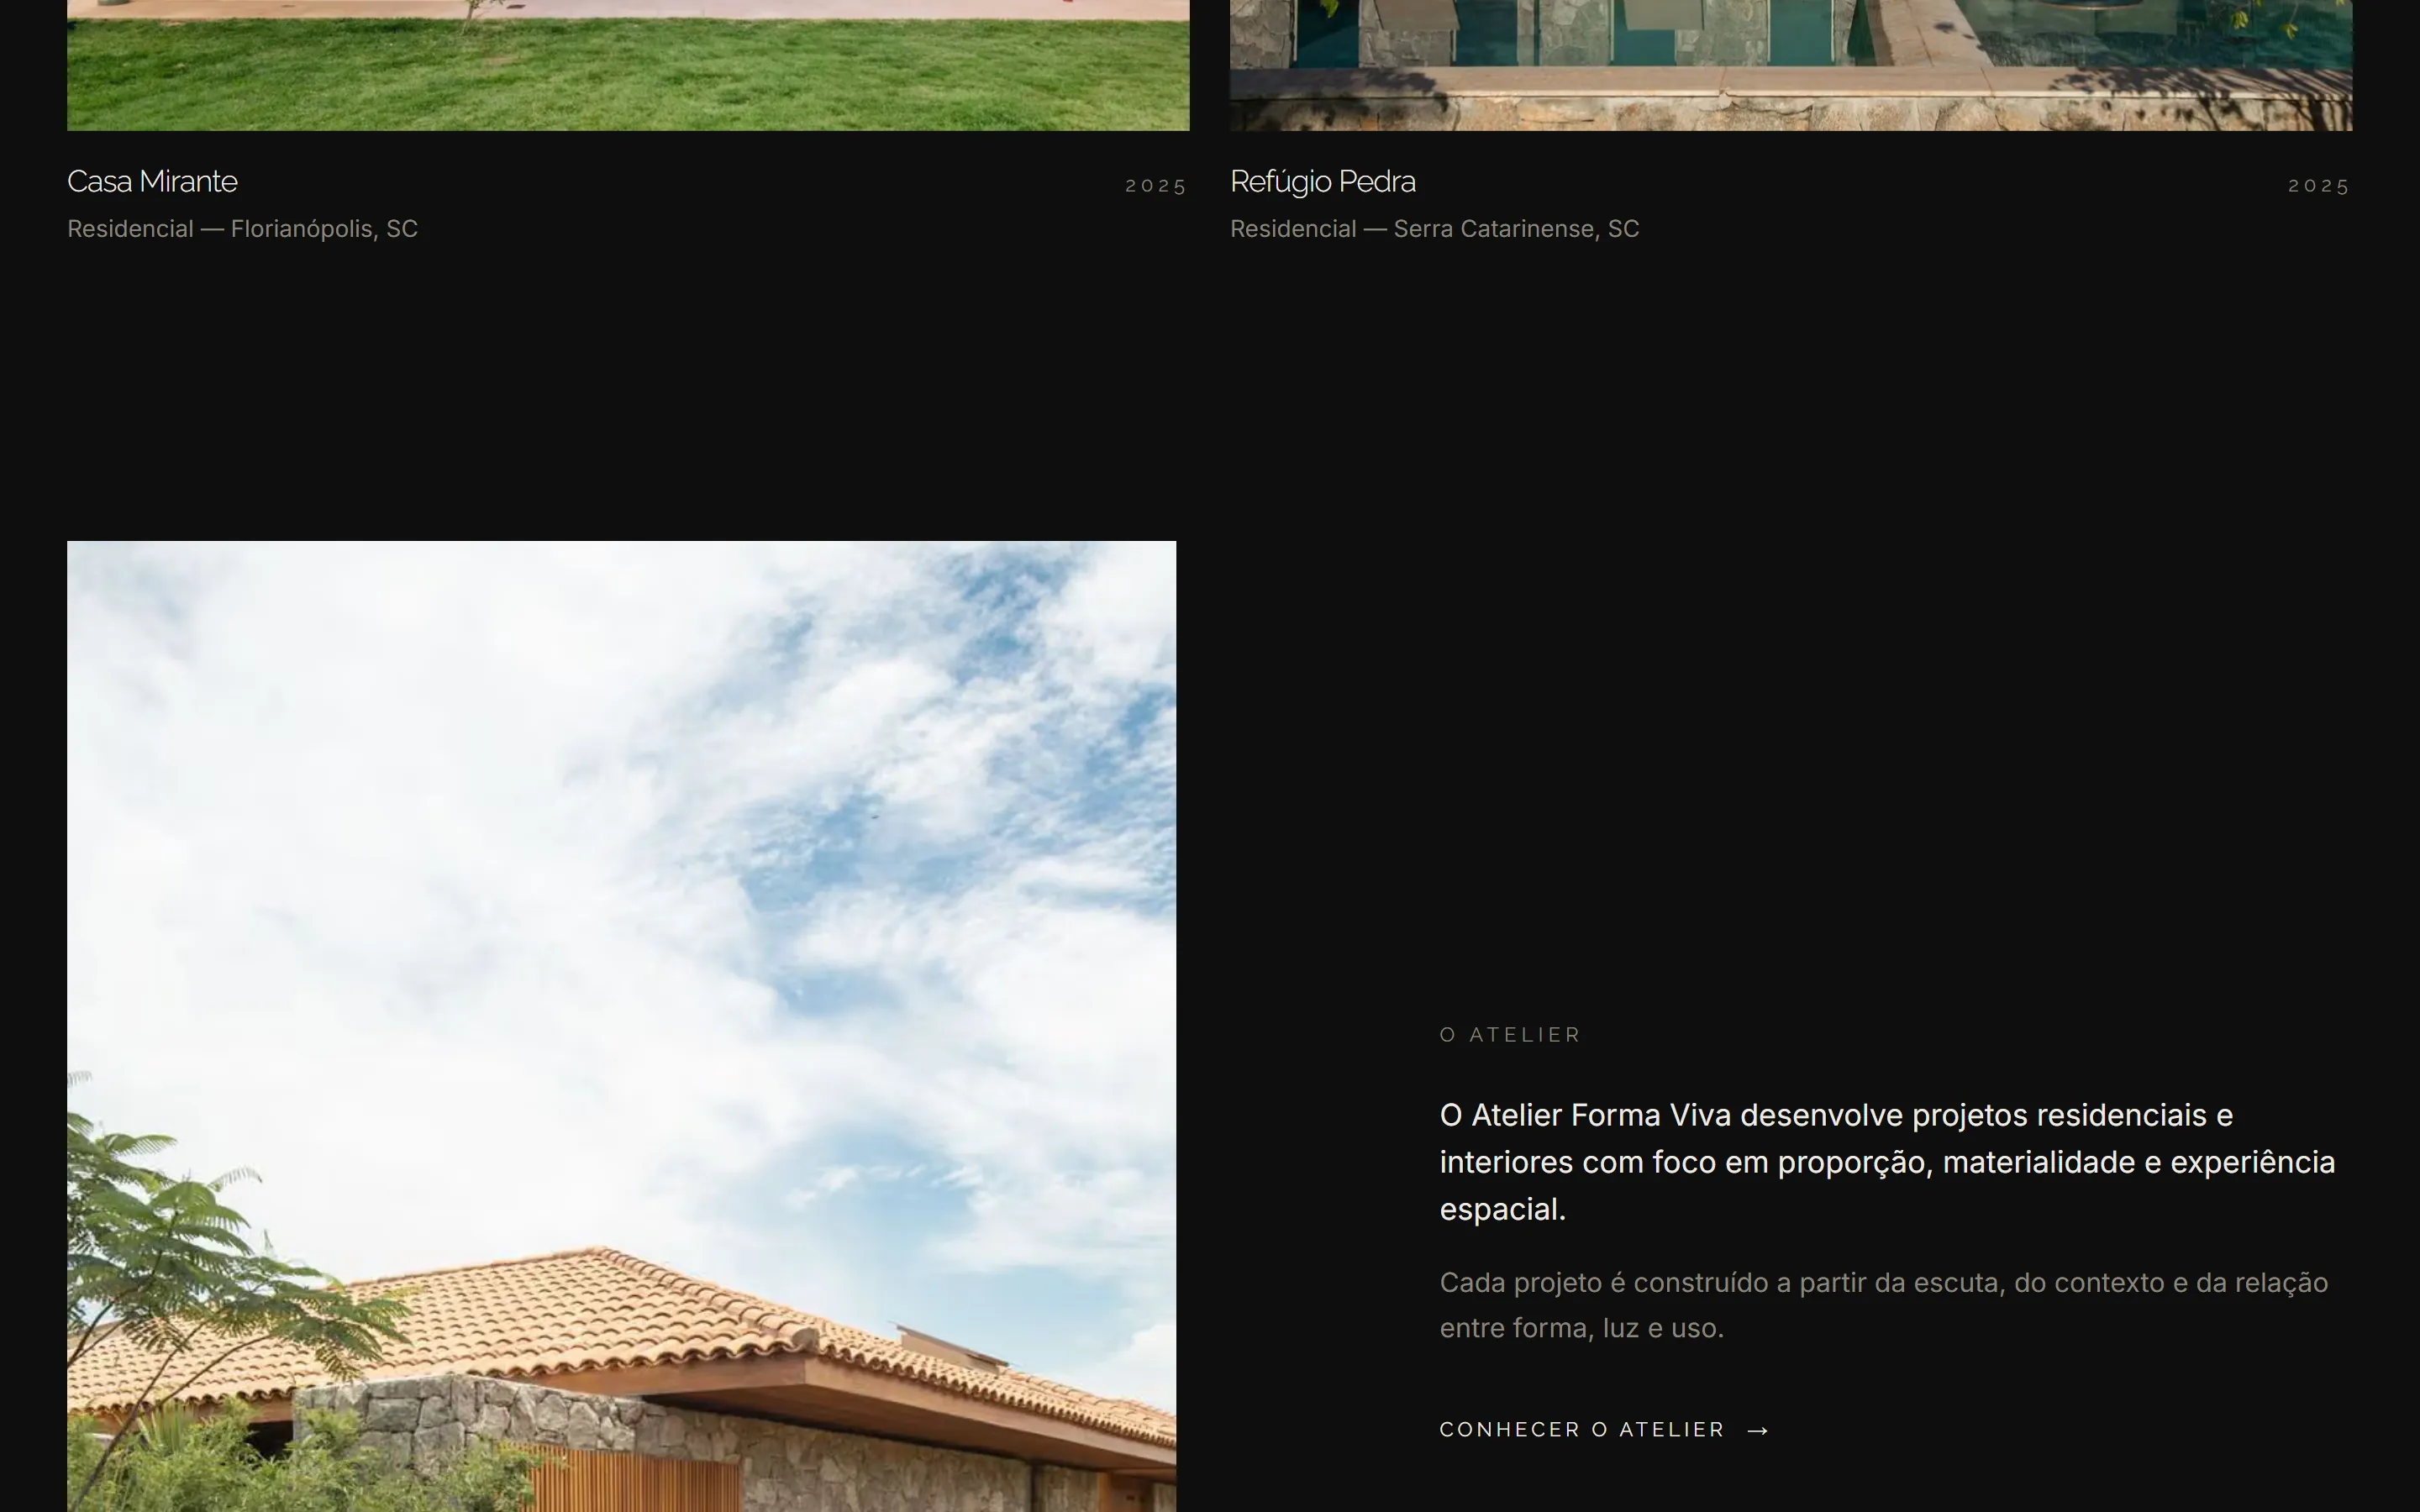 Casa Mirante
2025
Residencial — Florianópolis, SC
Refúgio Pedra
2025
Residencial — Serra Catarinense, SC
O ATELIER
O Atelier Forma Viva desenvolve projetos residenciais e
interiores com foco em proporção, materialidade e experiência
espacial.
Cada projeto é construído a partir da escuta, do contexto e da relação
entre forma, luz e uso.
CONHECER O ATELIER →